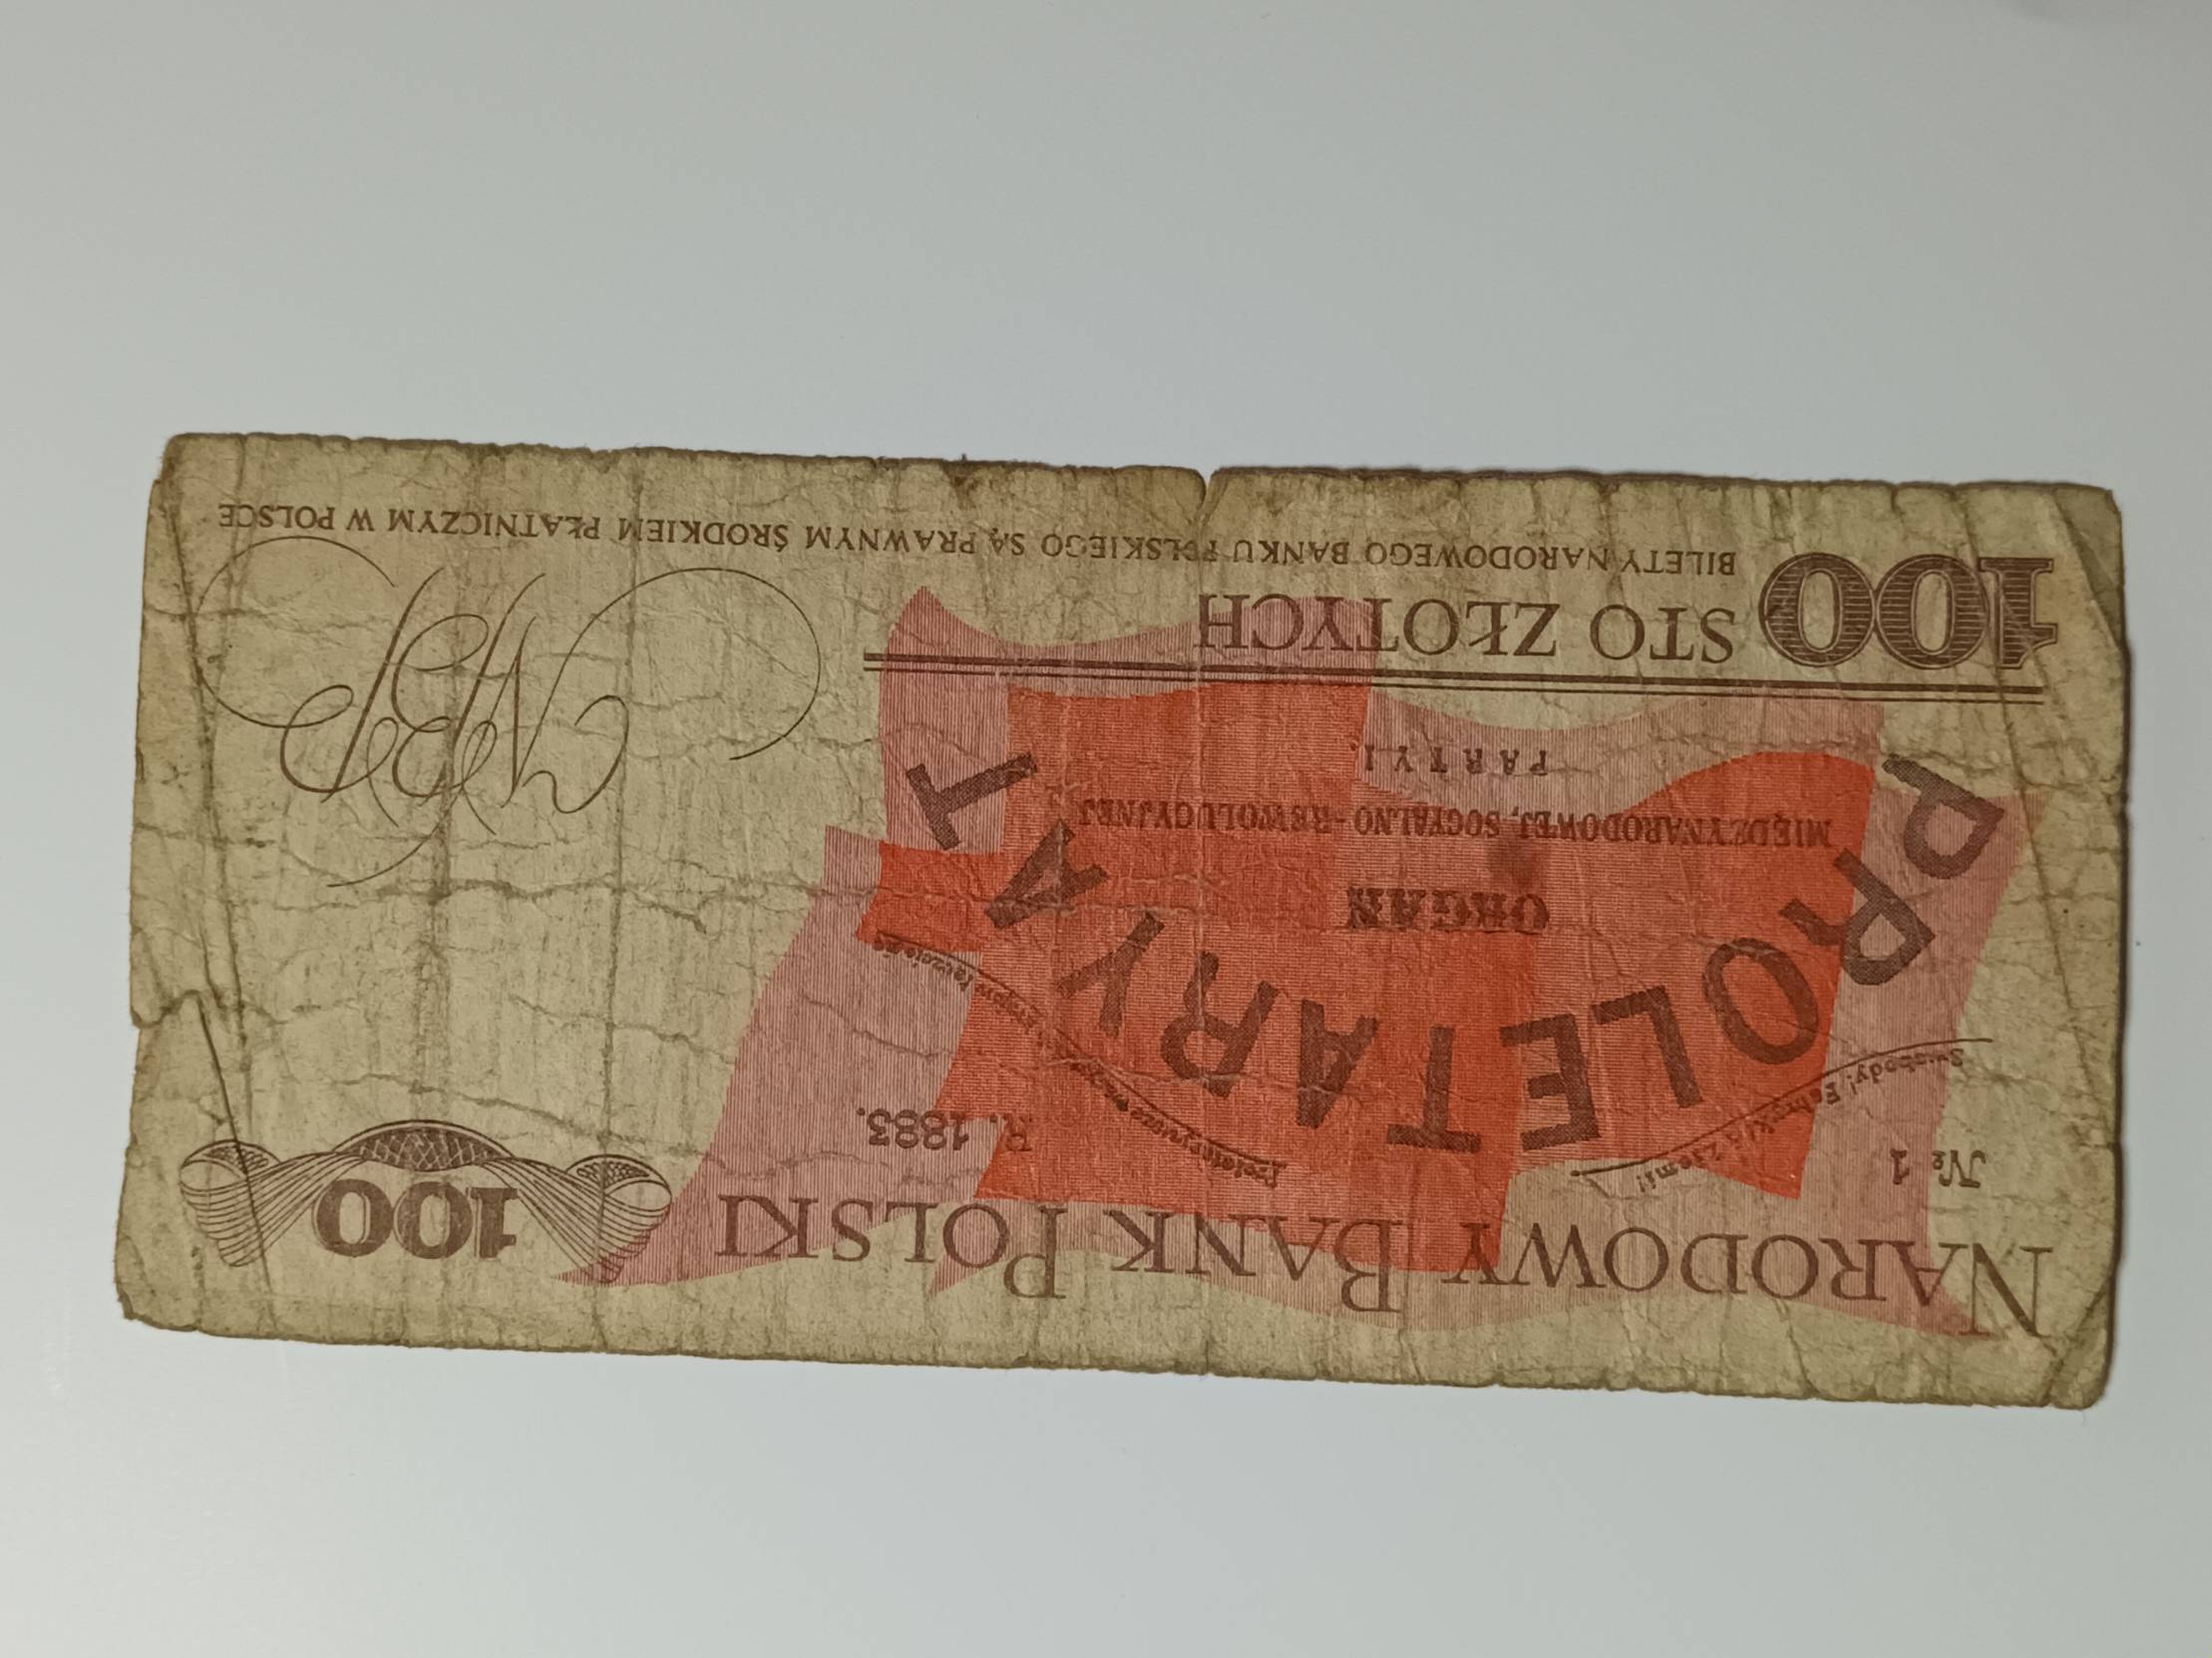 NARODOWY BANK POLSKI
100
№ 1
R. 1883.
PROLETARYAT
ORGAN
MIĘDZYNARODOWEJ, SOCYALNO-REWOLUCYJNEJ
PARTYI.
NBP
100
STO ZŁOTYCH
BILETY NARODOWEGO BANKU POLSKIEGO SĄ PRAWNYM ŚRODKIEM PŁATNICZYM W POLSCE